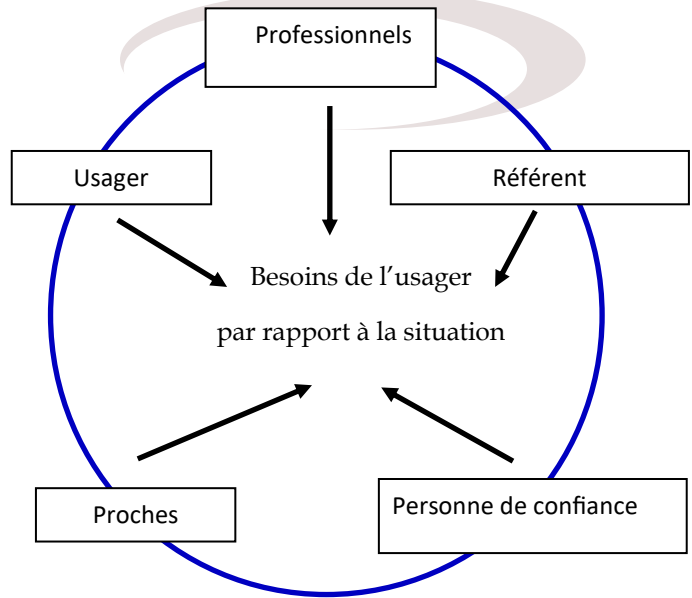 Professionnels
Usager
Référent
Besoins de l’usager
par rapport à la situation
Proches
Personne de confiance